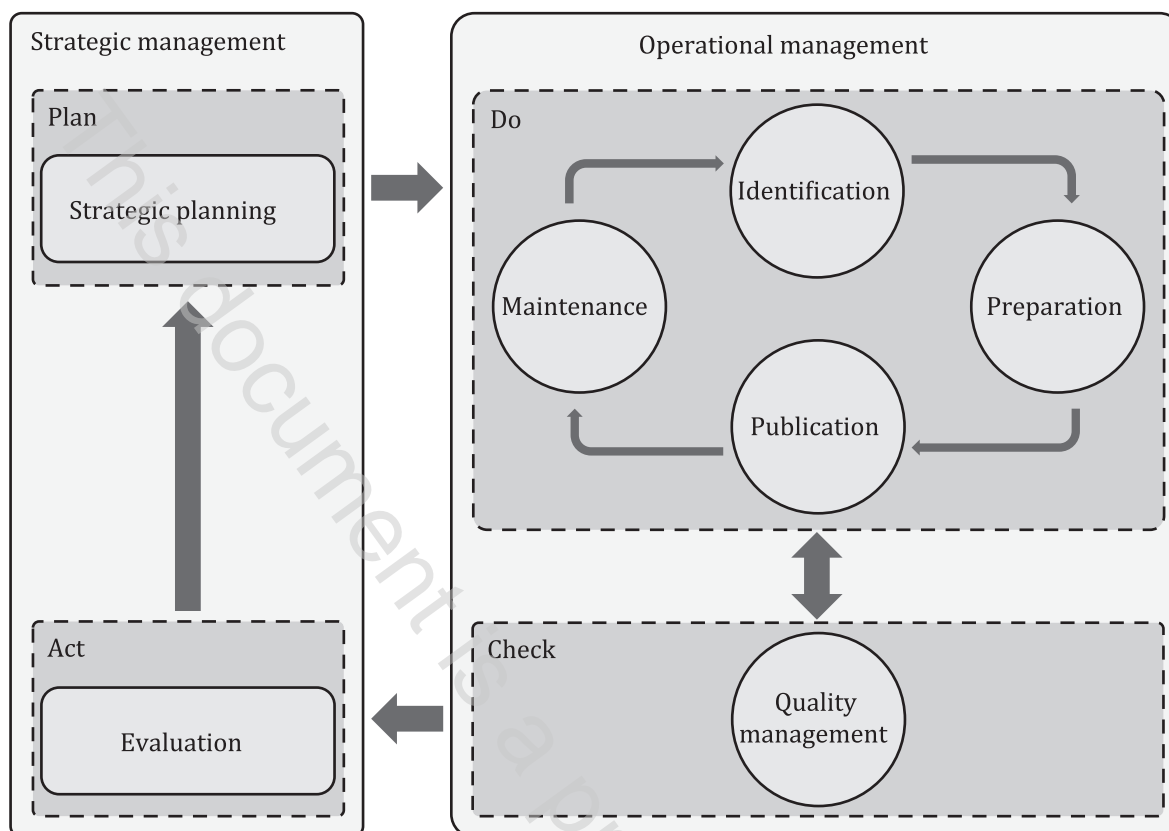 Strategic management
Operational management
Plan
Strategic planning
Do
Identification
Maintenance
Preparation
Publication
Act
Evaluation
Check
Quality
management
This document is a